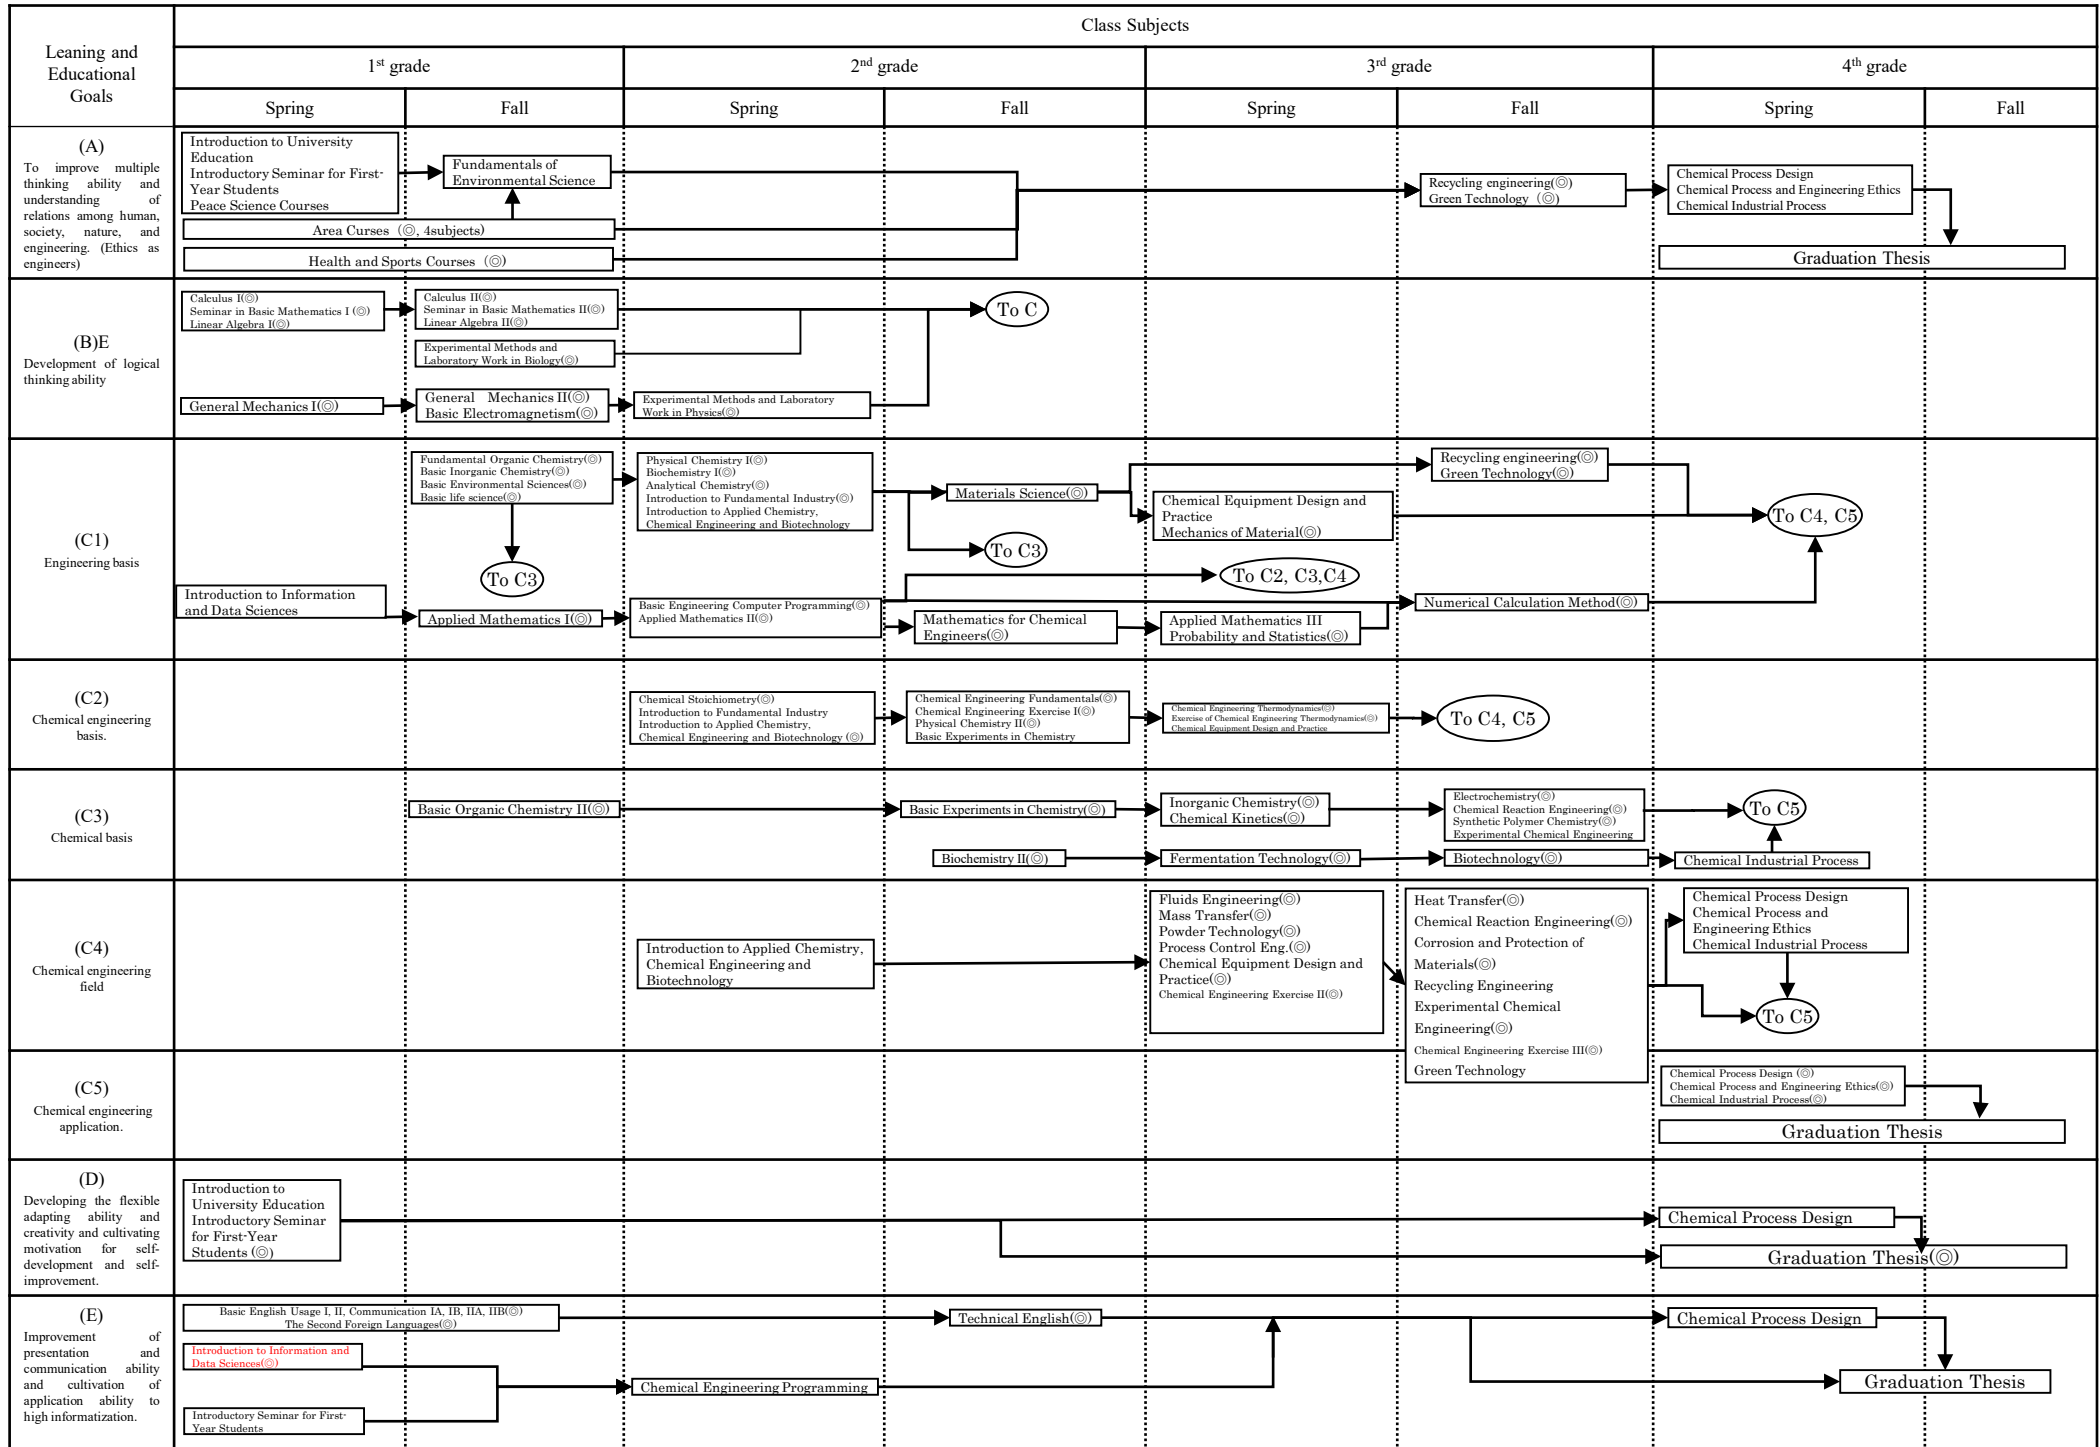 Leaning and
Educational
Goals
Class Subjects
1st grade
2nd grade
3rd grade
4th grade
Spring
Fall
Spring
Fall
Spring
Fall
Spring
Fall
(A)
To improve multiple
thinking ability and
understanding of
relations among human,
society, nature, and
engineering. (Ethics as
engineers)
Introduction to University
Education
Introductory Seminar for First-
Year Students
Peace Science Courses
Fundamentals of
Environmental Science
Area Curses (◎, 4subjects)
Health and Sports Courses (◎)
Recycling engineering(◎)
Green Technology (◎)
Chemical Process Design
Chemical Process and Engineering Ethics
Chemical Industrial Process
Graduation Thesis
(B)E
Development of logical
thinking ability
Calculus I(◎)
Seminar in Basic Mathematics I (◎)
Linear Algebra I(◎)
Calculus II(◎)
Seminar in Basic Mathematics II(◎)
Linear Algebra II(◎)
To C
Experimental Methods and
Laboratory Work in Biology(◎)
General Mechanics I(◎)
General Mechanics II(◎)
Basic Electromagnetism(◎)
Experimental Methods and Laboratory
Work in Physics(◎)
(C1)
Engineering basis
Fundamental Organic Chemistry(◎)
Basic Inorganic Chemistry(◎)
Basic Environmental Sciences(◎)
Basic life science(◎)
To C3
Physical Chemistry I(◎)
Biochemistry I(◎)
Analytical Chemistry(◎)
Introduction to Fundamental Industry(◎)
Introduction to Applied Chemistry,
Chemical Engineering and Biotechnology
Materials Science(◎)
To C3
Chemical Equipment Design and
Practice
Mechanics of Material(◎)
Recycling engineering(◎)
Green Technology(◎)
To C4, C5
To C2, C3,C4
Introduction to Information
and Data Sciences
Applied Mathematics I(◎)
Basic Engineering Computer Programming(◎)
Applied Mathematics II(◎)
Mathematics for Chemical
Engineers(◎)
Applied Mathematics III
Probability and Statistics(◎)
Numerical Calculation Method(◎)
(C2)
Chemical engineering
basis.
Chemical Stoichiometry(◎)
Introduction to Fundamental Industry
Introduction to Applied Chemistry,
Chemical Engineering and Biotechnology (◎)
Chemical Engineering Fundamentals(◎)
Chemical Engineering Exercise I(◎)
Physical Chemistry II(◎)
Basic Experiments in Chemistry
Chemical Engineering Thermodynamics(◎)
Exercise of Chemical Engineering Thermodynamics(◎)
Chemical Equipment Design and Practice
To C4, C5
(C3)
Chemical basis
Basic Organic Chemistry II(◎)
Basic Experiments in Chemistry(◎)
Inorganic Chemistry(◎)
Chemical Kinetics(◎)
Electrochemistry(◎)
Chemical Reaction Engineering(◎)
Synthetic Polymer Chemistry(◎)
Experimental Chemical Engineering
To C5
Biochemistry II(◎)
Fermentation Technology(◎)
Biotechnology(◎)
Chemical Industrial Process
(C4)
Chemical engineering
field
Introduction to Applied Chemistry,
Chemical Engineering and
Biotechnology
Fluids Engineering(◎)
Mass Transfer(◎)
Powder Technology(◎)
Process Control Eng.(◎)
Chemical Equipment Design and
Practice(◎)
Chemical Engineering Exercise II(◎)
Heat Transfer(◎)
Chemical Reaction Engineering(◎)
Corrosion and Protection of
Materials(◎)
Recycling Engineering
Experimental Chemical
Engineering(◎)
Chemical Engineering Exercise III(◎)
Green Technology
Chemical Process Design
Chemical Process and
Engineering Ethics
Chemical Industrial Process
To C5
(C5)
Chemical engineering
application.
Chemical Process Design (◎)
Chemical Process and Engineering Ethics(◎)
Chemical Industrial Process(◎)
Graduation Thesis
(D)
Developing the flexible
adapting ability and
creativity and cultivating
motivation for self-
development and self-
improvement.
Introduction to
University Education
Introductory Seminar
for First-Year
Students (◎)
Chemical Process Design
Graduation Thesis(◎)
(E)
Improvement of
presentation and
communication ability
and cultivation of
application ability to
high informatization.
Basic English Usage I, II, Communication IA, IB, IIA, IIB(◎)
The Second Foreign Languages(◎)
Technical English(◎)
Chemical Process Design
Introduction to Information and
Data Sciences(◎)
Chemical Engineering Programming
Graduation Thesis
Introductory Seminar for First-
Year Students